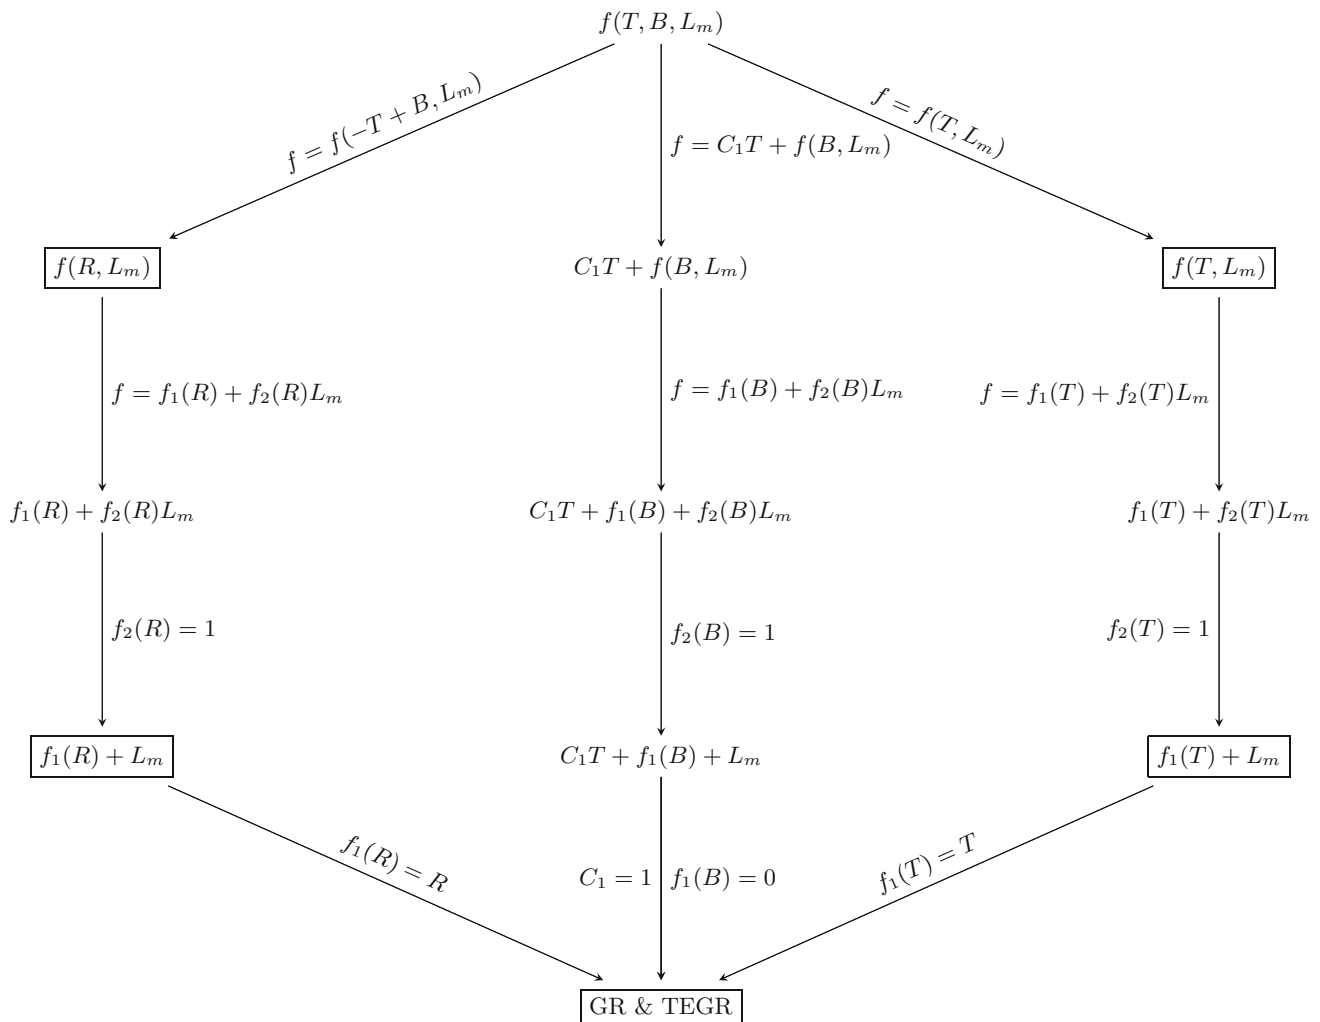 f(T, B, L_m)
f = f(−T + B, L_m)
f = C_1T + f(B, L_m)
f = f(T, L_m)
f(R, L_m)
C_1T + f(B, L_m)
f(T, L_m)
f = f_1(R) + f_2(R)L_m
f = f_1(B) + f_2(B)L_m
f = f_1(T) + f_2(T)L_m
f_1(R) + f_2(R)L_m
C_1T + f_1(B) + f_2(B)L_m
f_1(T) + f_2(T)L_m
f_2(R) = 1
f_2(B) = 1
f_2(T) = 1
f_1(R) + L_m
C_1T + f_1(B) + L_m
f_1(T) + L_m
f_1(R) = R
C_1 = 1
f_1(B) = 0
f_1(T) = T
GR & TEGR